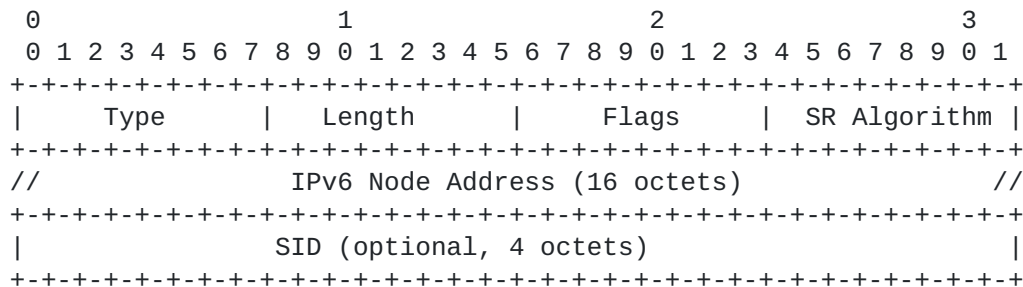 0                   1                   2                   3
 0 1 2 3 4 5 6 7 8 9 0 1 2 3 4 5 6 7 8 9 0 1 2 3 4 5 6 7 8 9 0 1
+-+-+-+-+-+-+-+-+-+-+-+-+-+-+-+-+-+-+-+-+-+-+-+-+-+-+-+-+-+-+-+-+
|     Type      |   Length      |     Flags     |  SR Algorithm |
+-+-+-+-+-+-+-+-+-+-+-+-+-+-+-+-+-+-+-+-+-+-+-+-+-+-+-+-+-+-+-+-+
//                IPv6 Node Address (16 octets)                //
+-+-+-+-+-+-+-+-+-+-+-+-+-+-+-+-+-+-+-+-+-+-+-+-+-+-+-+-+-+-+-+-+
|                SID (optional, 4 octets)                       |
+-+-+-+-+-+-+-+-+-+-+-+-+-+-+-+-+-+-+-+-+-+-+-+-+-+-+-+-+-+-+-+-+